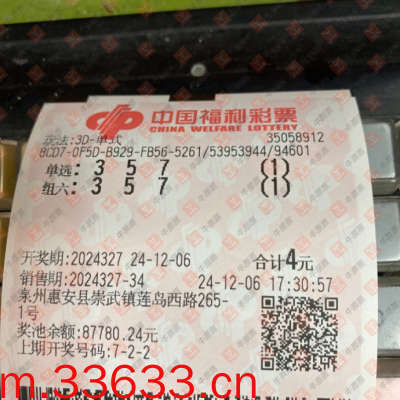 中国福利彩票
CHINA WELFARE LOTTERY
玩法:3D-单式 35058912
8CD7-0F5D-B929-FB56-5261/53953944/94601
单选: 3 5 7 (1)
组六: 3 5 7 (1)
开奖期:2024327 24-12-06 合计4元
销售期:2024327-34 24-12-06 17:30:57
泉州惠安县崇武镇莲岛西路265-
1号
奖池余额:87780.24元
上期开奖号码:7-2-2
m.33633.cn